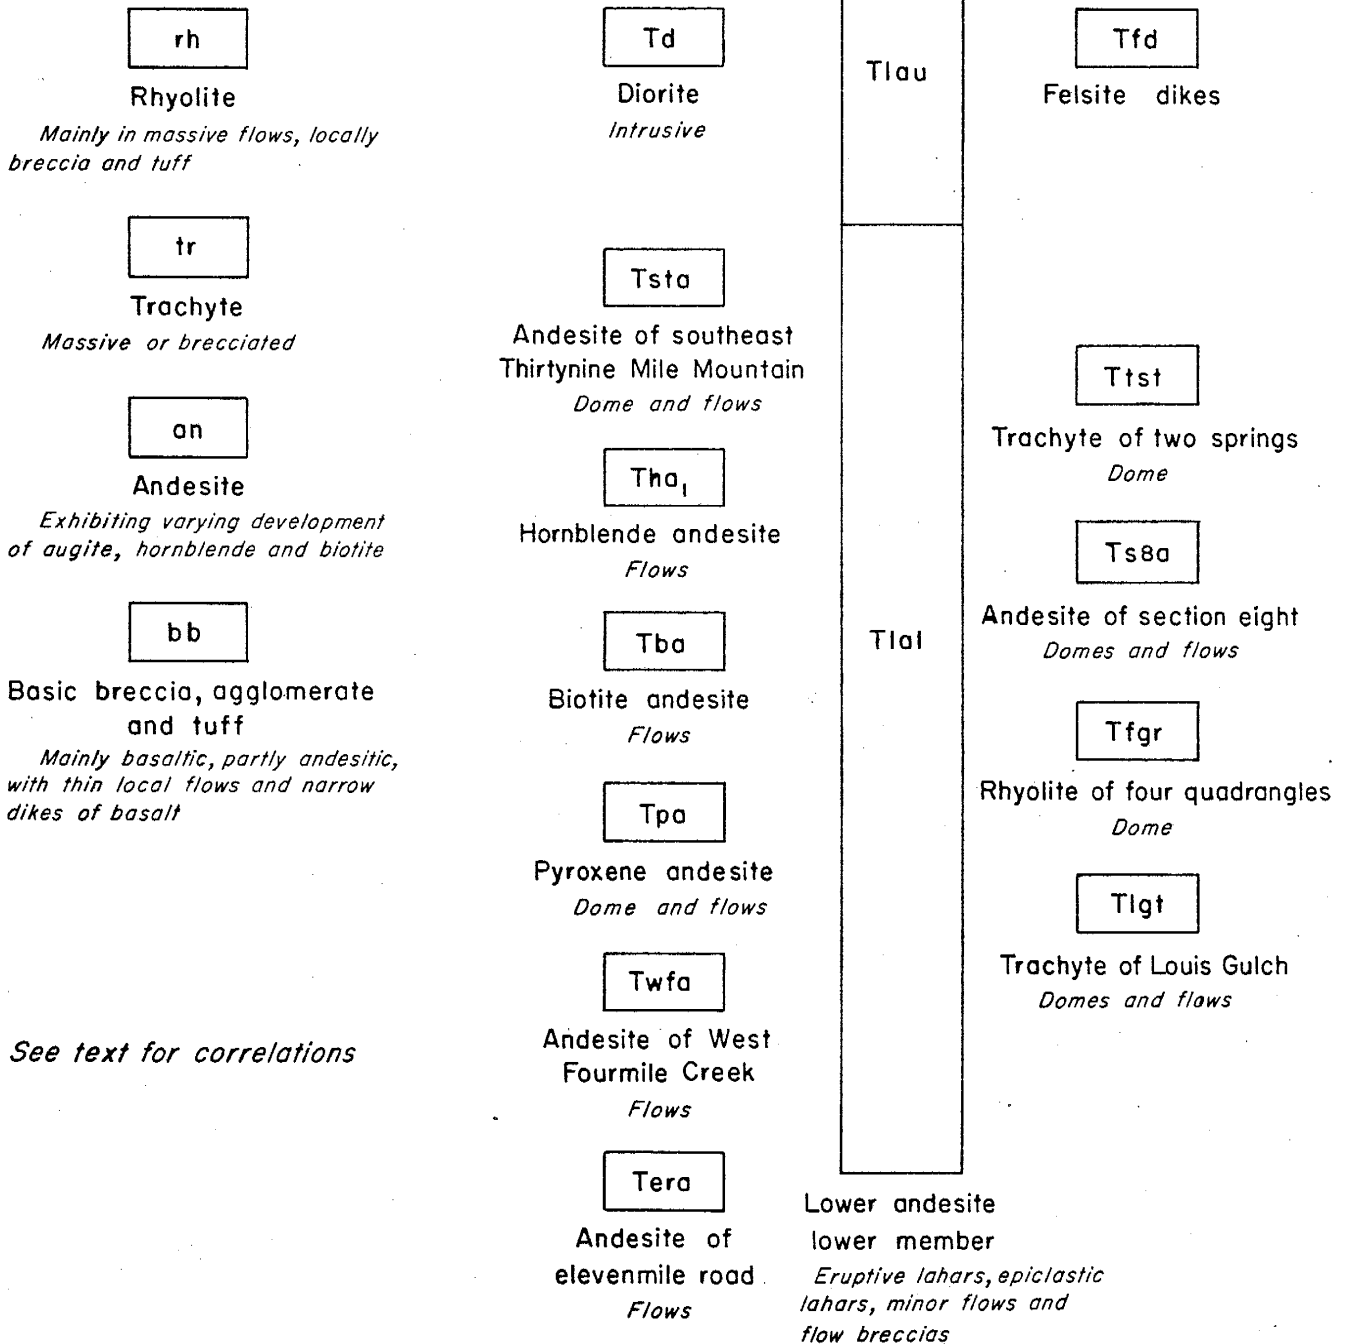 rh
Rhyolite
Mainly in massive flows, locally
breccia and tuff
tr
Trachyte
Massive or brecciated
an
Andesite
Exhibiting varying development
of augite, hornblende and biotite
bb
Basic breccia, agglomerate
and tuff
Mainly basaltic, partly andesitic,
with thin local flows and narrow
dikes of basalt
See text for correlations
Td
Diorite
Intrusive
Tsta
Andesite of southeast
Thirtynine Mile Mountain
Dome and flows
Tha₁
Hornblende andesite
Flows
Tba
Biotite andesite
Flows
Tpa
Pyroxene andesite
Dome and flows
Twfa
Andesite of West
Fourmile Creek
Flows
Tera
Andesite of
elevenmile road
Flows
Tlau
Tlal
Lower andesite
lower member
Eruptive lahars, epiclastic
lahars, minor flows and
flow breccias
Tfd
Felsite dikes
Ttst
Trachyte of two springs
Dome
Ts8a
Andesite of section eight
Domes and flows
Tfgr
Rhyolite of four quadrangles
Dome
Tlgt
Trachyte of Louis Gulch
Domes and flows